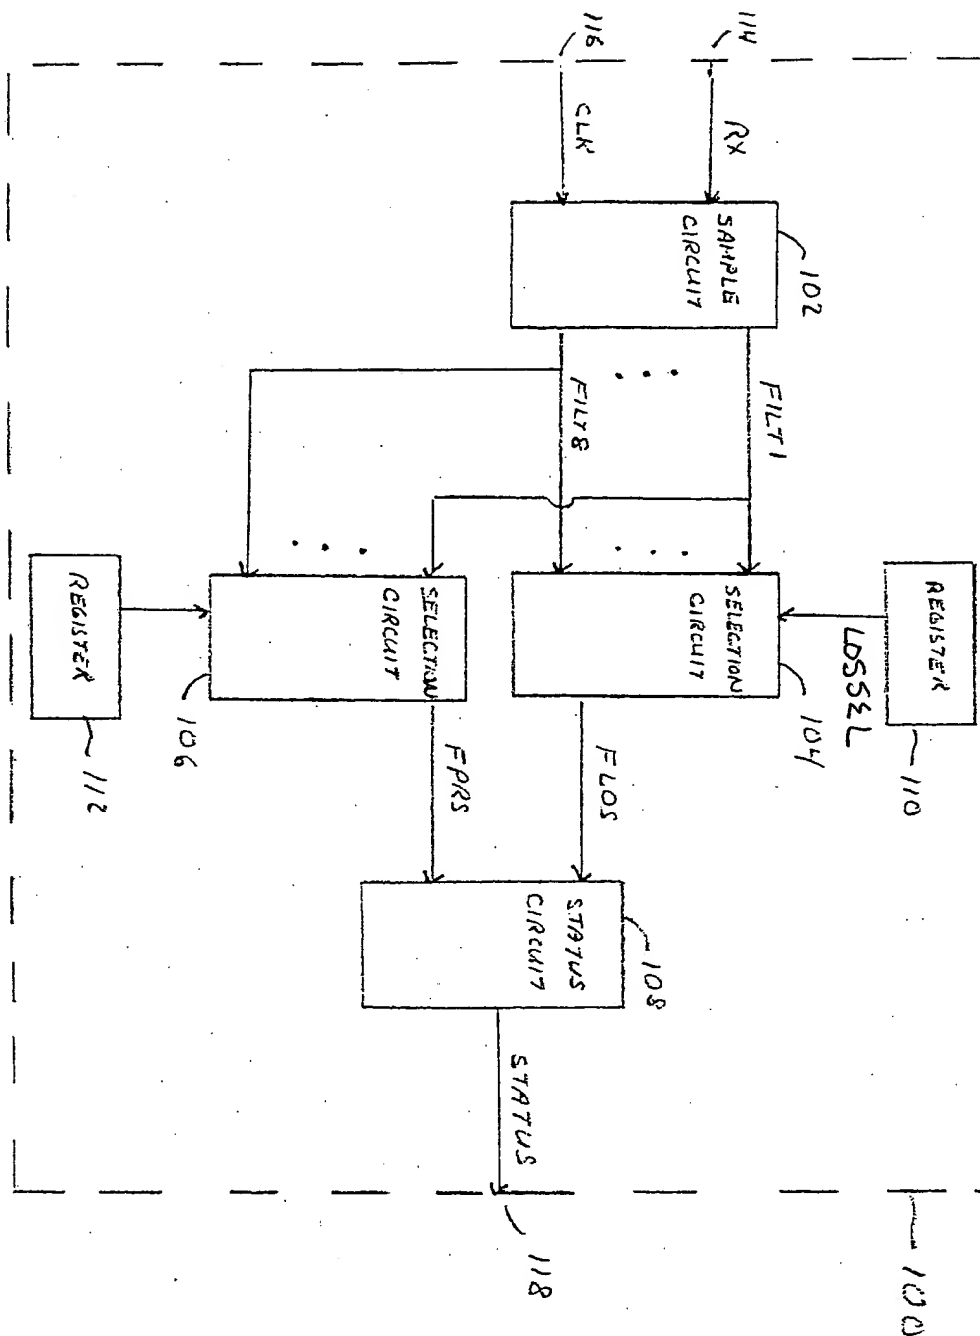 100
114
RX
116
CLK
SAMPLE
CIRCUIT
102
FILT1
FILT8
REGISTER
110
LOSSEL
SELECTION
CIRCUIT
104
SELECTION
CIRCUIT
106
REGISTER
112
FLOS
FPRS
STATUS
CIRCUIT
108
STATUS
118